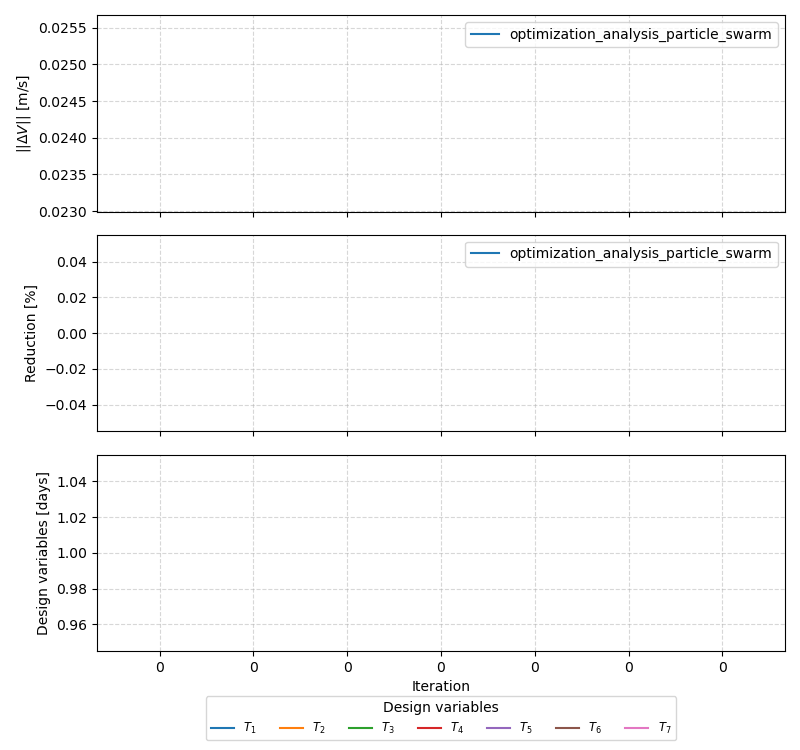 0.0255
0.0250
0.0245
0.0240
0.0235
0.0230
||ΔV|| [m/s]
optimization_analysis_particle_swarm
0.04
0.02
0.00
−0.02
−0.04
Reduction [%]
optimization_analysis_particle_swarm
1.04
1.02
1.00
0.98
0.96
Design variables [days]
0 0 0 0 0 0 0
Iteration
Design variables
T1 T2 T3 T4 T5 T6 T7